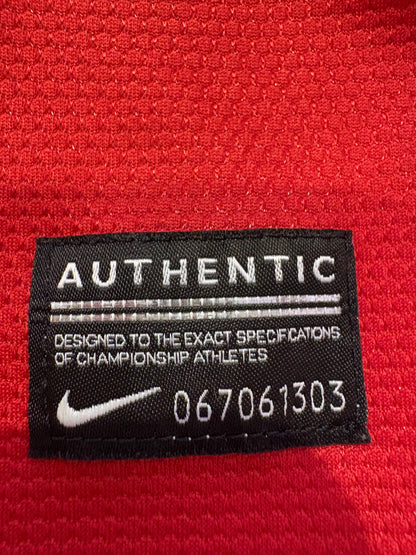 AUTHENTIC
DESIGNED TO THE EXACT SPECIFICATIONS
OF CHAMPIONSHIP ATHLETES
067061303